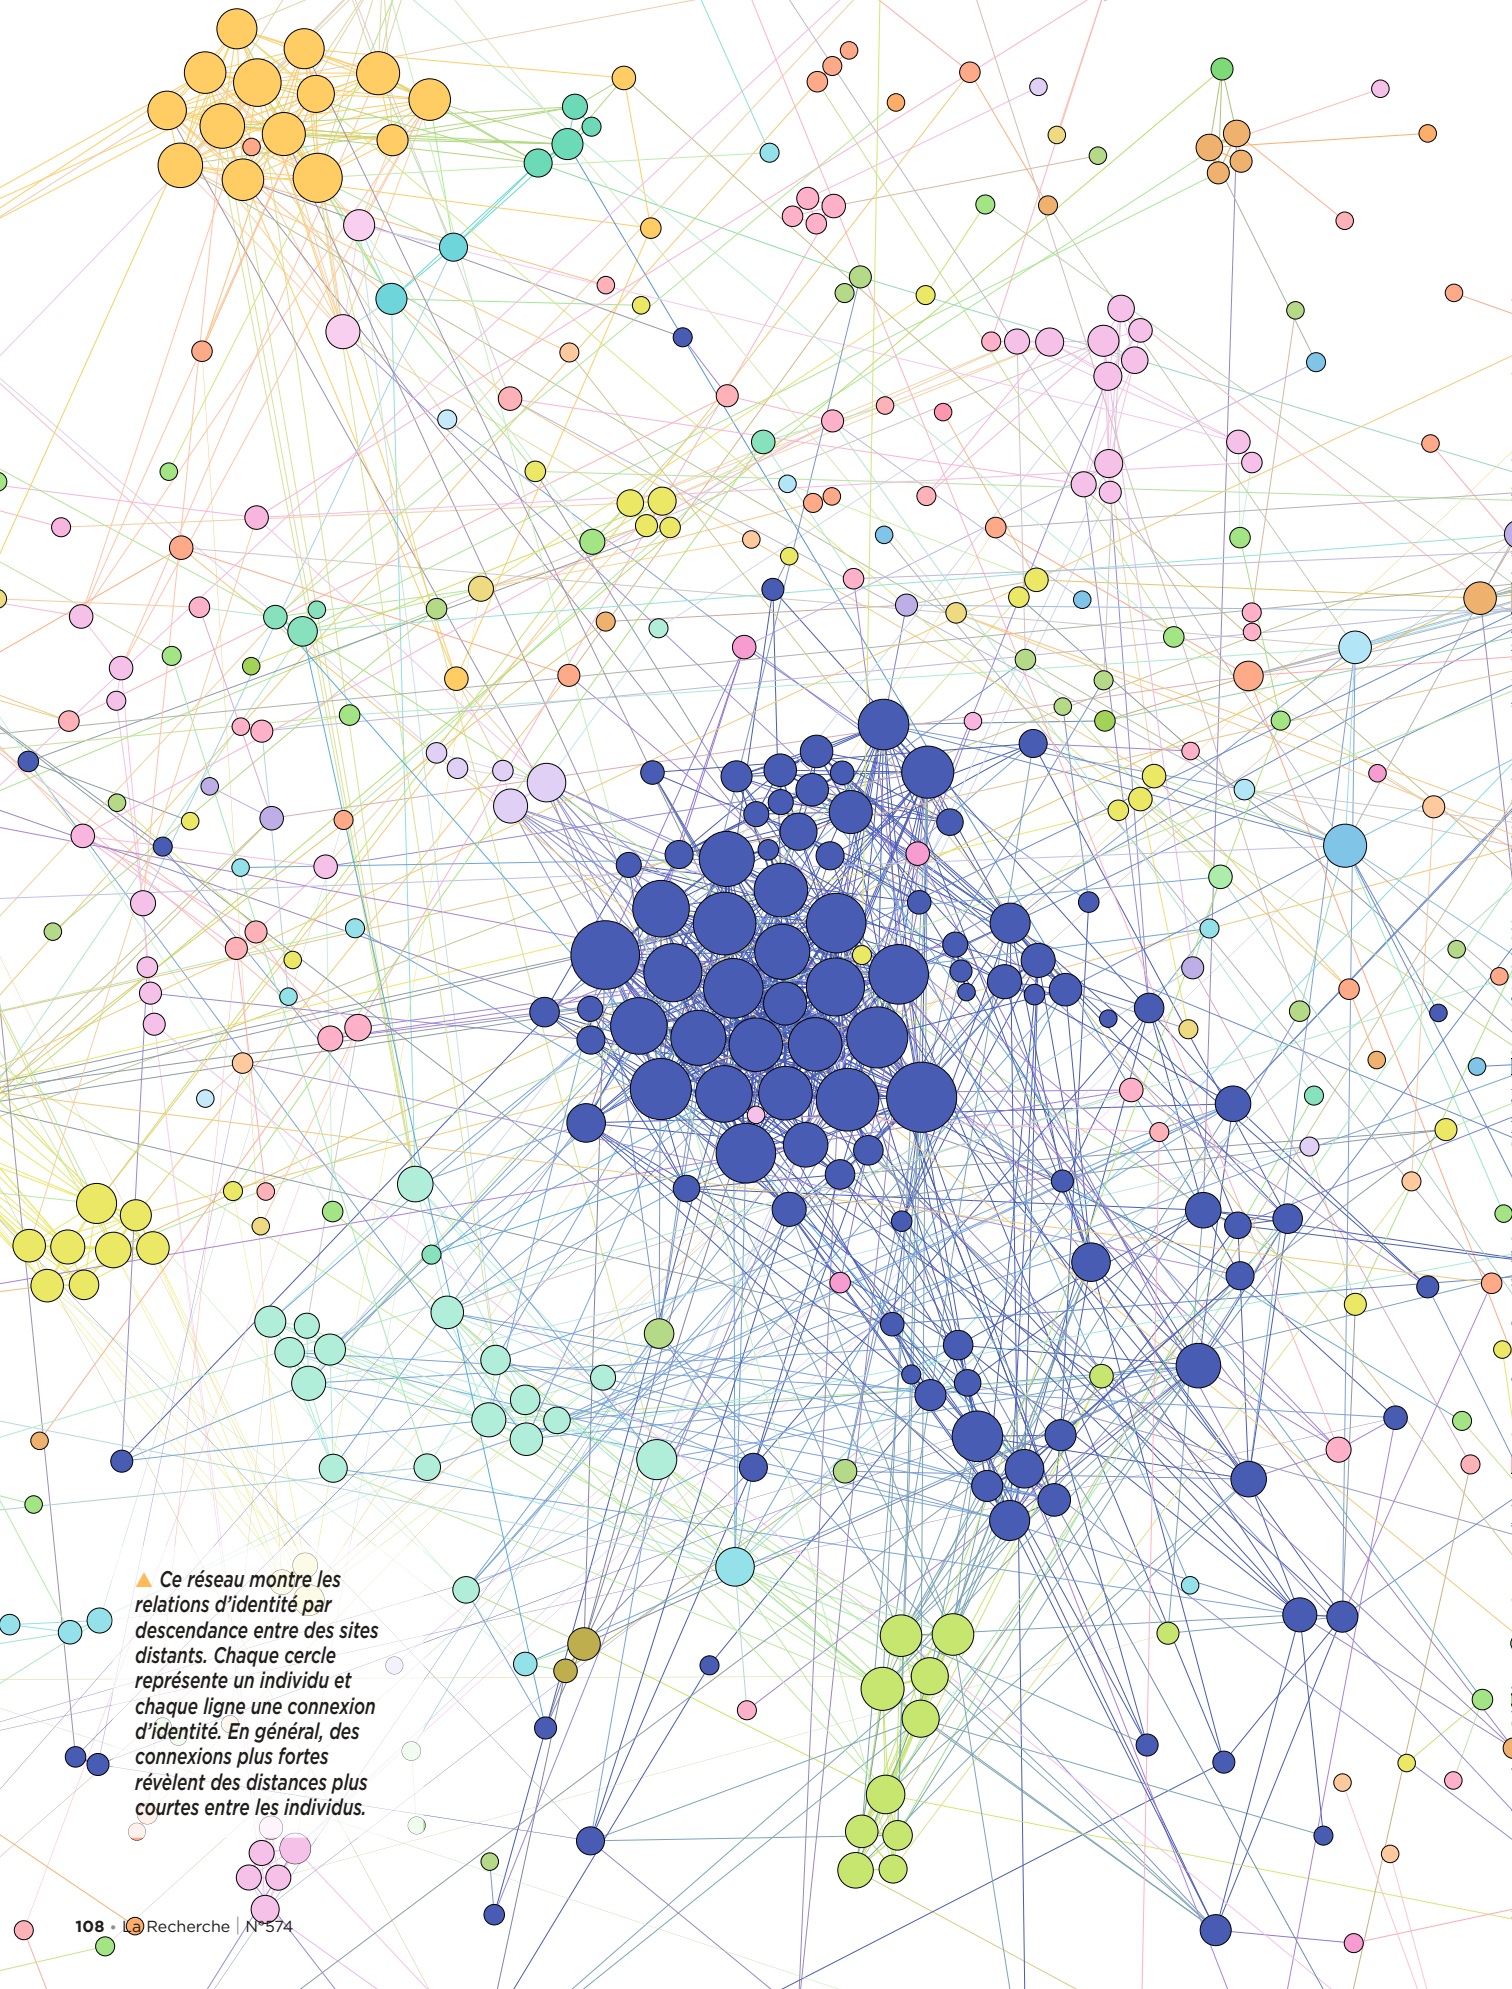 ▲ Ce réseau montre les
relations d’identité par
descendance entre des sites
distants. Chaque cercle
représente un individu et
chaque ligne une connexion
d’identité. En général, des
connexions plus fortes
révèlent des distances plus
courtes entre les individus.
108 • La Recherche | N°574